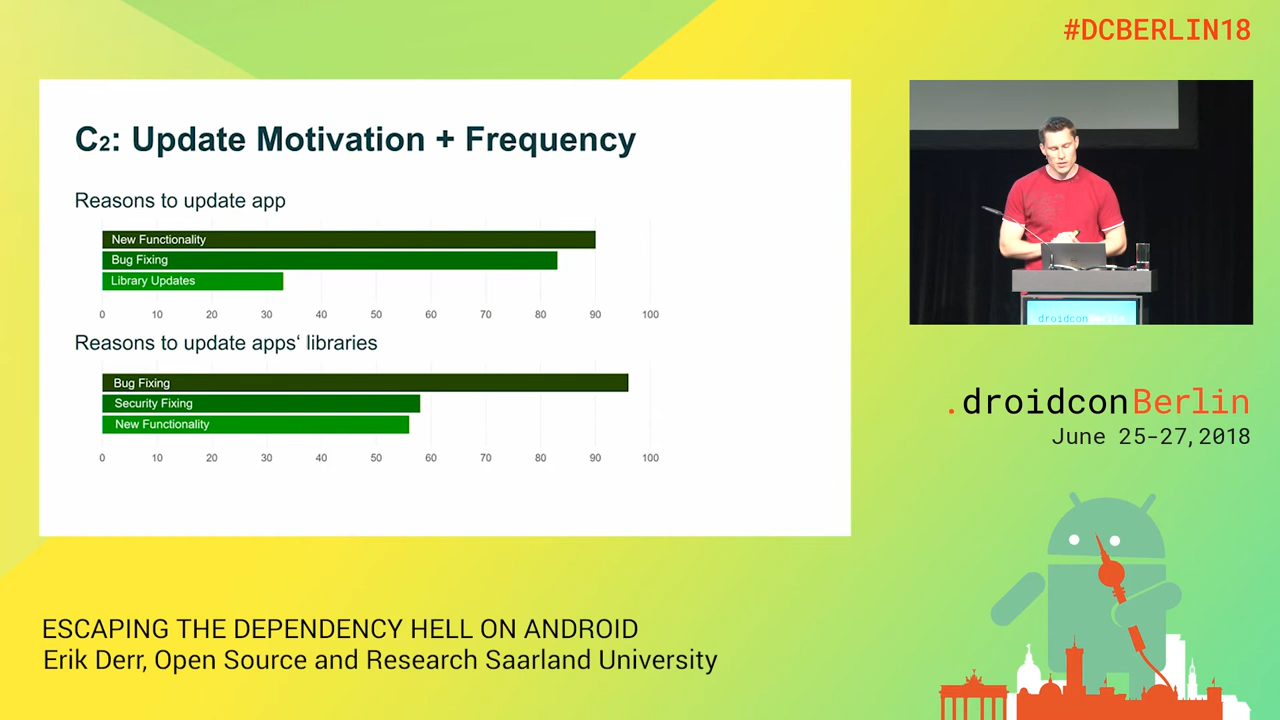 #DCBERLIN18
C2: Update Motivation + Frequency
Reasons to update app
New Functionality
Bug Fixing
Library Updates
0 10 20 30 40 50 60 70 80 90 100
Reasons to update apps‘ libraries
Bug Fixing
Security Fixing
New Functionality
0 10 20 30 40 50 60 70 80 90 100
droidcon Berlin
.droidconBerlin
June 25-27,2018
ESCAPING THE DEPENDENCY HELL ON ANDROID
Erik Derr, Open Source and Research Saarland University